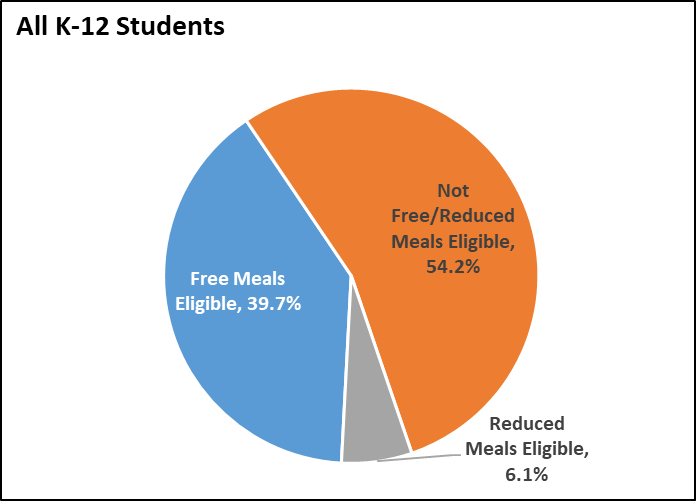 All K-12 Students
Not
Free/Reduced
Meals Eligible,
54.2%
Free Meals
Eligible, 39.7%
Reduced
Meals Eligible,
6.1%